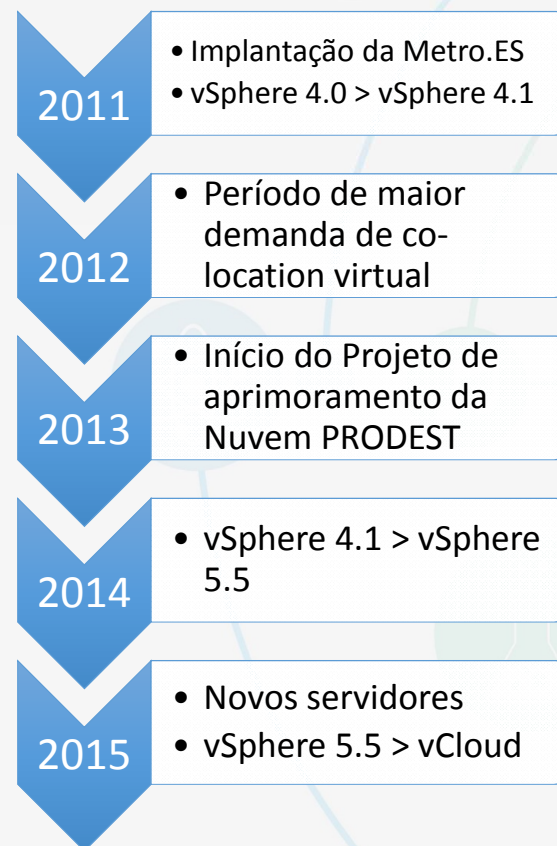 2011
• Implantação da Metro.ES
• vSphere 4.0 > vSphere 4.1
2012
• Período de maior
demanda de co-
location virtual
2013
• Início do Projeto de
aprimoramento da
Nuvem PRODEST
2014
• vSphere 4.1 > vSphere
5.5
2015
• Novos servidores
• vSphere 5.5 > vCloud